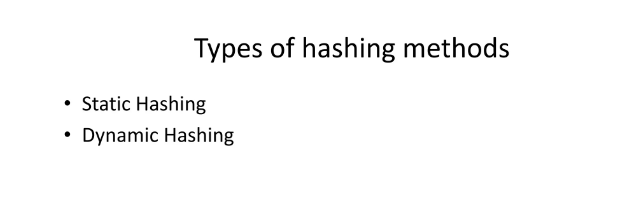 Types of hashing methods
• Static Hashing
• Dynamic Hashing